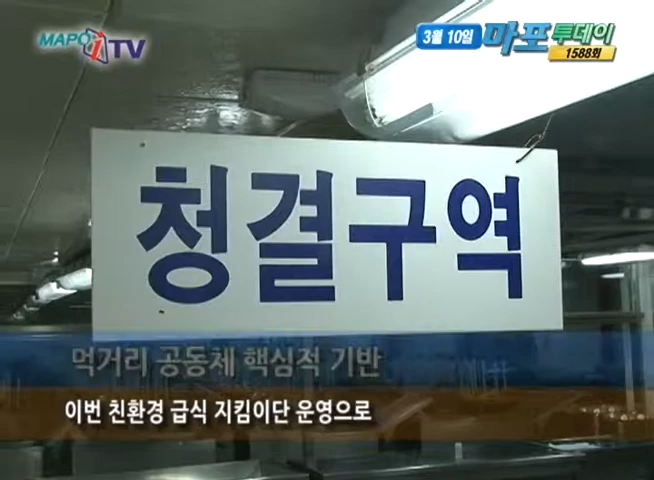 MAPO i TV
3월 10일 마포 투데이
1588회
청결구역
먹거리 공동체 핵심적 기반
이번 친환경 급식 지킴이단 운영으로